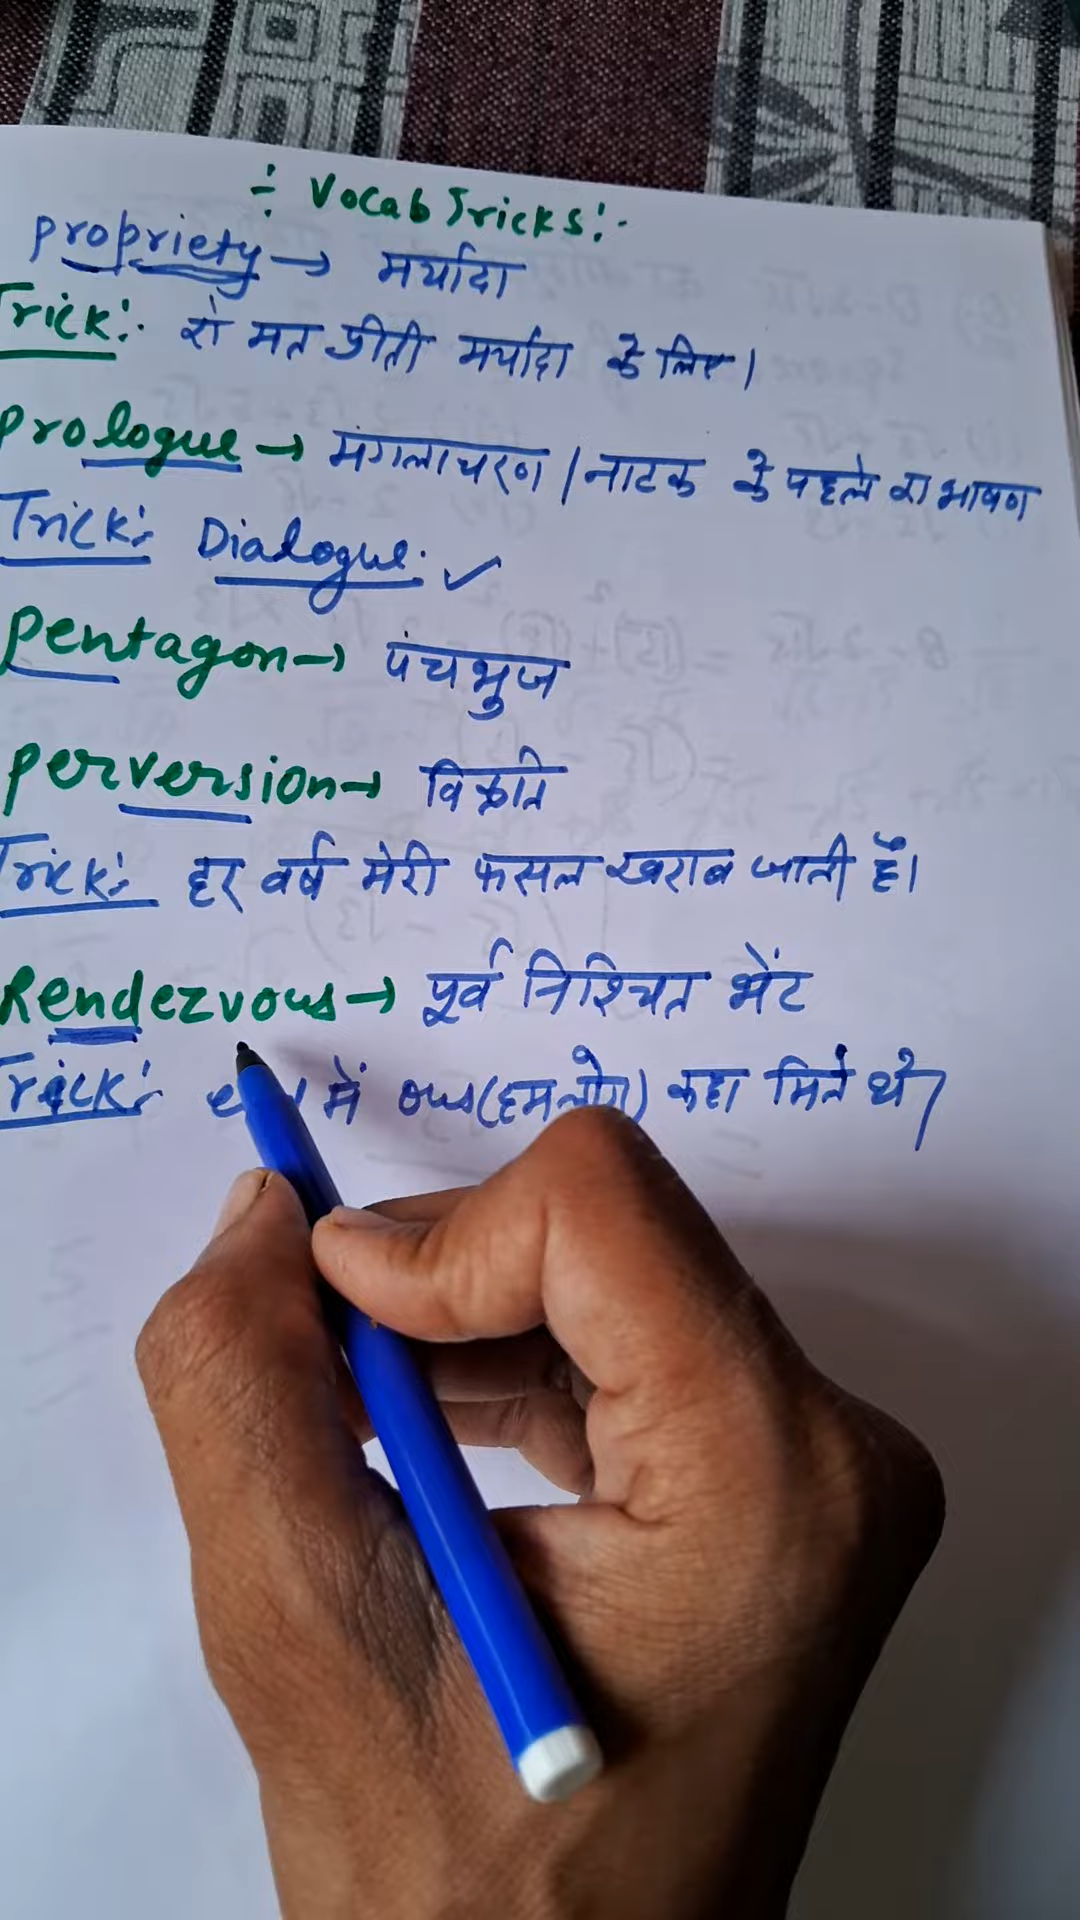 ÷ Vocab Tricks:-
Propriety → मर्यादा
Trick:- रो मत प्रीती मर्यादा के लिए।
Prologue → मंगलाचरण / नाटक के पहले का भाषण
Trick:- Dialogue. ✓
Pentagon → पंचभुज
Perversion → विकृति
Trick:- हर वर्ष मेरी फसल खराब जाती हैं।
Rendezvous → पूर्व निश्चित भेंट
Trick:- में ous (हमलोग) कहा मिले थे